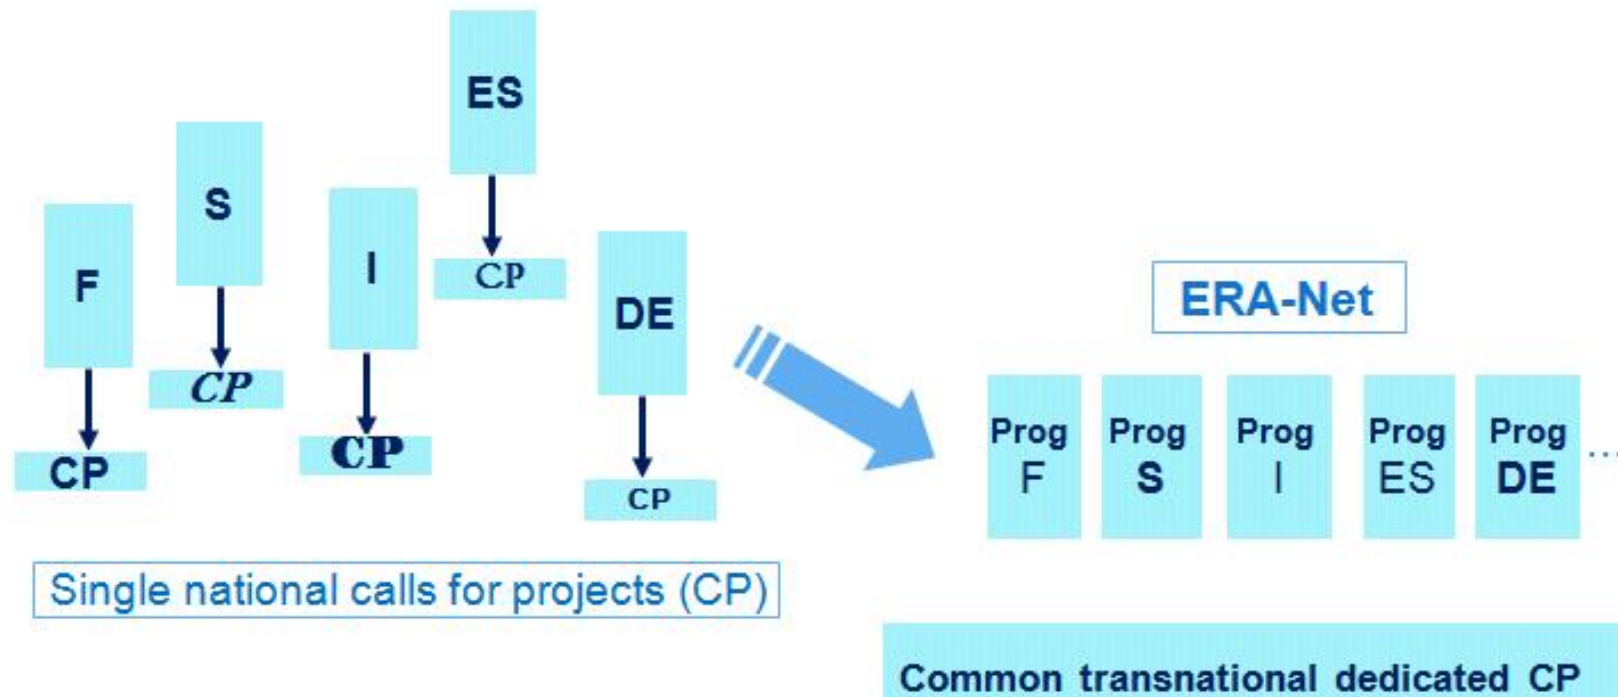 ES
S
F
I
CP
DE
CP
CP
CP
CP
Single national calls for projects (CP)
ERA-Net
Prog
F
Prog
S
Prog
I
Prog
ES
Prog
DE
...
Common transnational dedicated CP